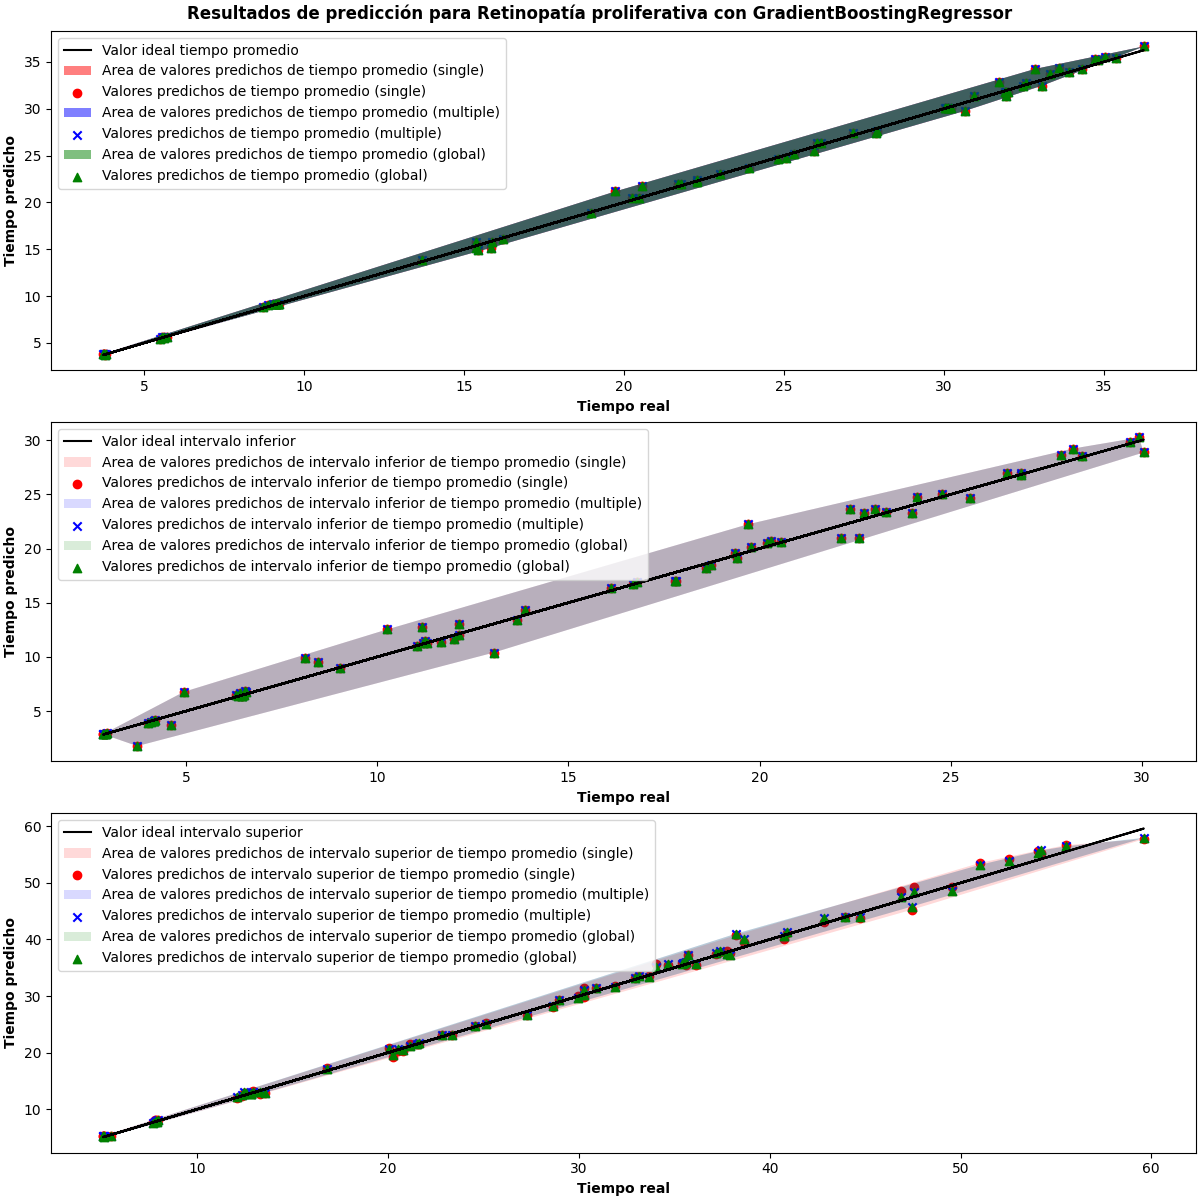 Resultados de predicción para Retinopatía proliferativa con GradientBoostingRegressor
Valor ideal tiempo promedio
Area de valores predichos de tiempo promedio (single)
Valores predichos de tiempo promedio (single)
Area de valores predichos de tiempo promedio (multiple)
Valores predichos de tiempo promedio (multiple)
Area de valores predichos de tiempo promedio (global)
Valores predichos de tiempo promedio (global)
Tiempo predicho
35
30
25
20
15
10
5
5 10 15 20 25 30 35
Tiempo real
Valor ideal intervalo inferior
Area de valores predichos de intervalo inferior de tiempo promedio (single)
Valores predichos de intervalo inferior de tiempo promedio (single)
Area de valores predichos de intervalo inferior de tiempo promedio (multiple)
Valores predichos de intervalo inferior de tiempo promedio (multiple)
Area de valores predichos de intervalo inferior de tiempo promedio (global)
Valores predichos de intervalo inferior de tiempo promedio (global)
Tiempo predicho
30
25
20
15
10
5
5 10 15 20 25 30
Tiempo real
Valor ideal intervalo superior
Area de valores predichos de intervalo superior de tiempo promedio (single)
Valores predichos de intervalo superior de tiempo promedio (single)
Area de valores predichos de intervalo superior de tiempo promedio (multiple)
Valores predichos de intervalo superior de tiempo promedio (multiple)
Area de valores predichos de intervalo superior de tiempo promedio (global)
Valores predichos de intervalo superior de tiempo promedio (global)
Tiempo predicho
60
50
40
30
20
10
10 20 30 40 50 60
Tiempo real